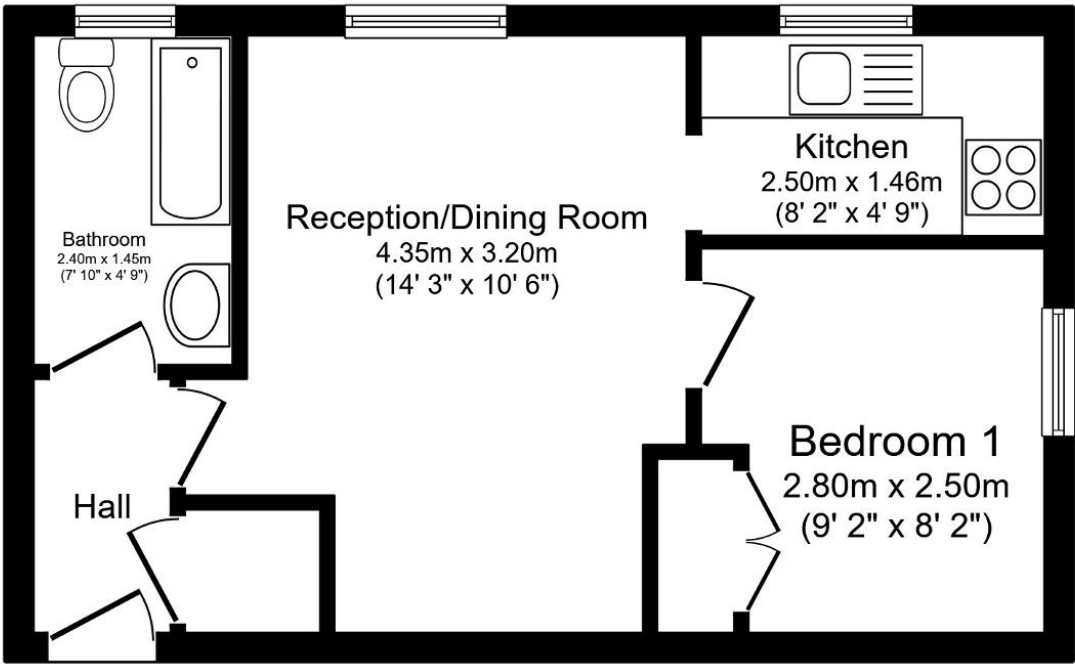 Bathroom
2.40m x 1.45m
(7' 10" x 4' 9")
Reception/Dining Room
4.35m x 3.20m
(14' 3" x 10' 6")
Kitchen
2.50m x 1.46m
(8' 2" x 4' 9")
Hall
Bedroom 1
2.80m x 2.50m
(9' 2" x 8' 2")